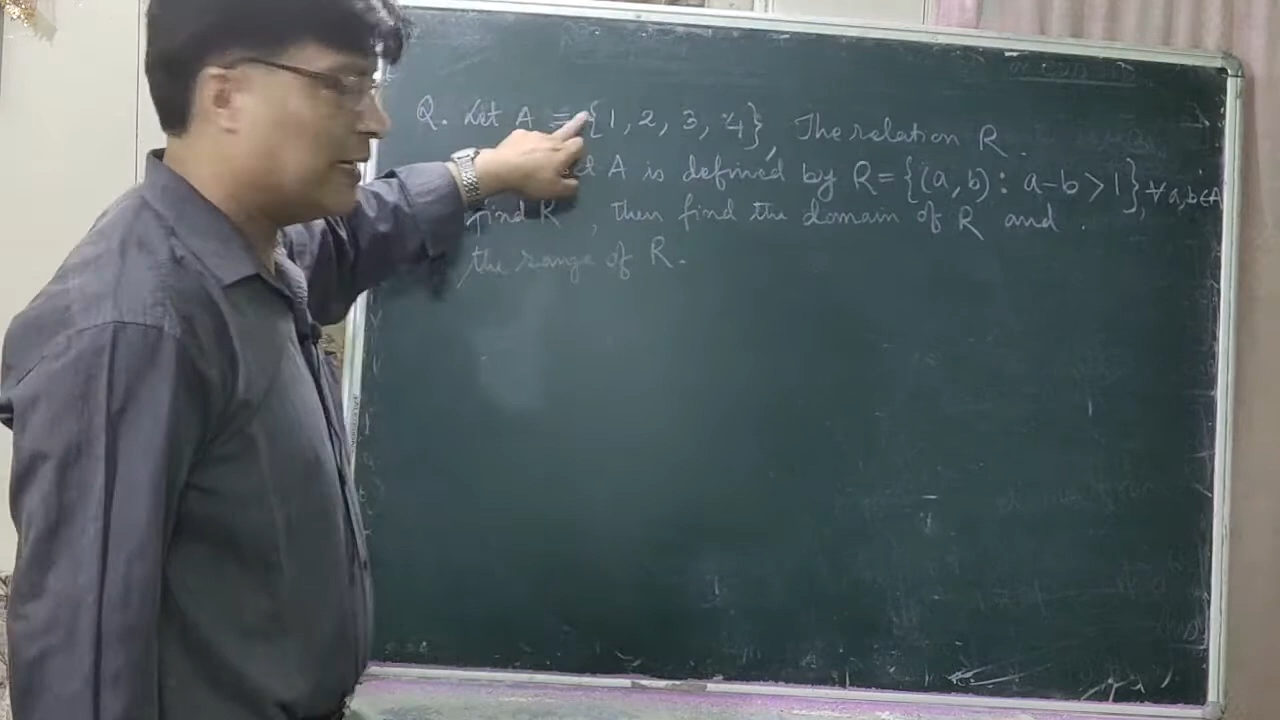 Q. Let A = {1, 2, 3, 4}, The relation R
A is defined by R = {(a, b) : a-b > 1}, ∀ a,b ∈ A
find R, then find the domain of R and
the range of R.